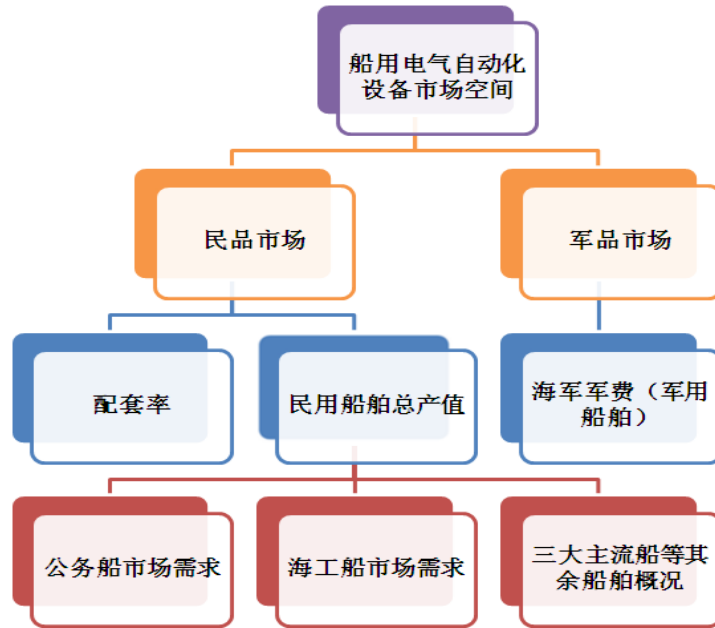 船用电气自动化
设备市场空间
民品市场
军品市场
配套率
民用船舶总产值
海军军费（军用
船舶）
公务船市场需求
海工船市场需求
三大主流船等其
余船舶概况